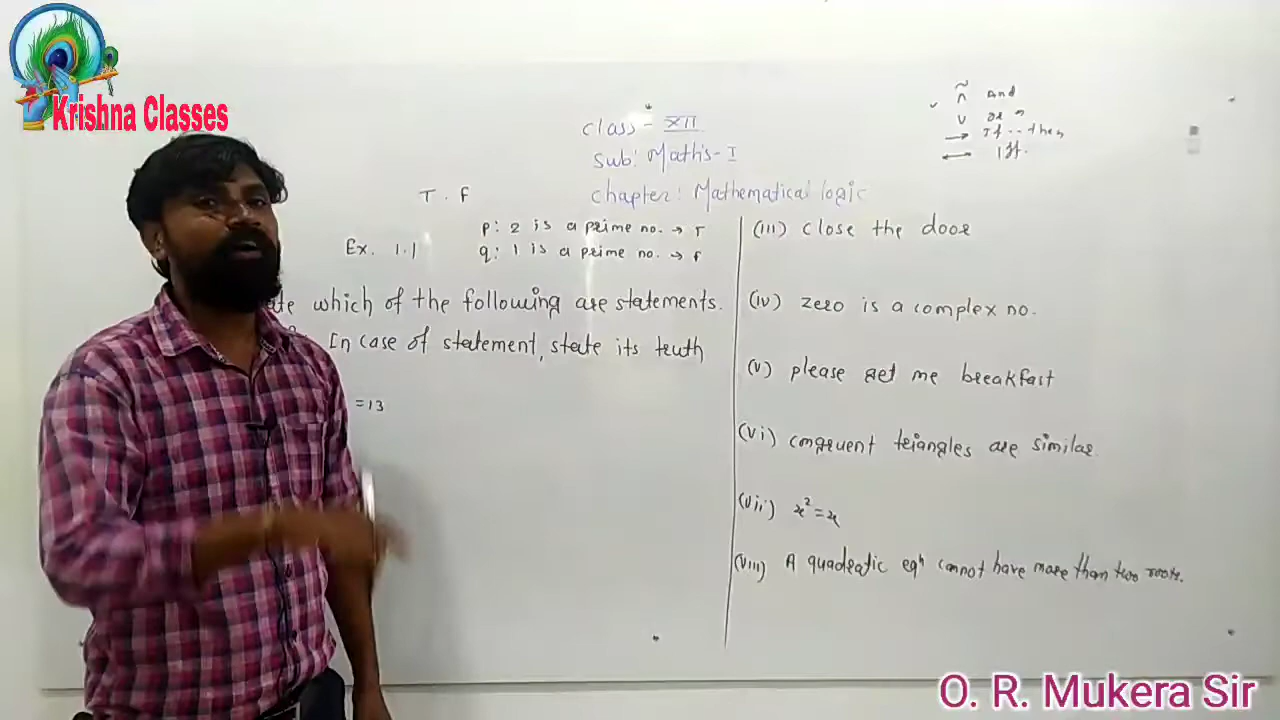 Krishna Classes
Class - XII
Sub: Maths - I
Chapter: Mathematical logic
~
∧ And
∨ or
→ If .. then
↔ iff.
T . F
p: 2 is a prime no. → T
q: 1 is a prime no. → F
Ex. 1.1
which of the following are statements.
In case of statement, state its truth
=13
(iii) close the door
(iv) zero is a complex no.
(v) please get me breakfast
(vi) congruent triangles are similar.
(vii) x² = x
(viii) A quadratic eqⁿ cannot have more than two roots.
O. R. Mukera Sir